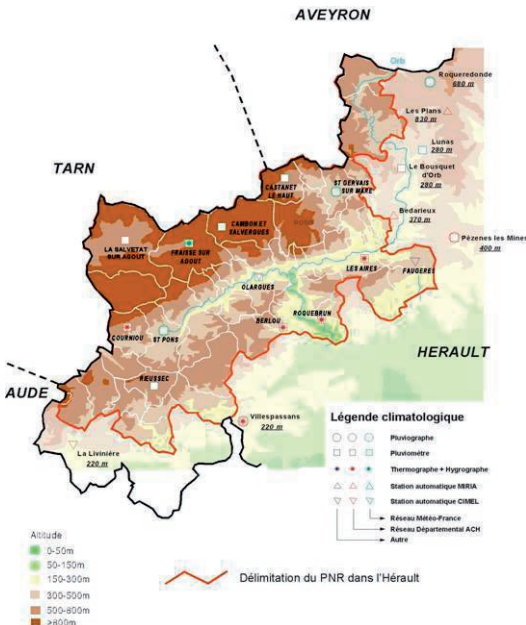 AVEYRON
Orb
Roqueredonde
680 m
Les Plans
830 m
TARN
Lunas
280 m
CASTANET
LE HAUT
ST GERVAIS
SUR MARE
Le Bousquet
d'Orb
280 m
CAMBON ET
SALVERGUES
Bedarieux
370 m
LA SALVETAT
SUR AGOUT
FRAISSE SUR
AGOUT
Pézenes les Mines
400 m
LES AIRES
FAUGERES
OLARGUES
ROQUEBRUN
BERLOU
COURNIOU
ST PONS
HERAULT
RIEUSSEC
AUDE
Villespassans
220 m
La Livinière
220 m
Légende climatologique
Pluviographe
Pluviomètre
Thermographe + Hygrographe
Station automatique MIRIA
Station automatique CIMEL
Réseau Météo-France
Réseau Départemental ACH
Autre
Altitude
0-50m
50-150m
150-300m
300-500m
500-800m
>800m
Délimitation du PNR dans l'Hérault